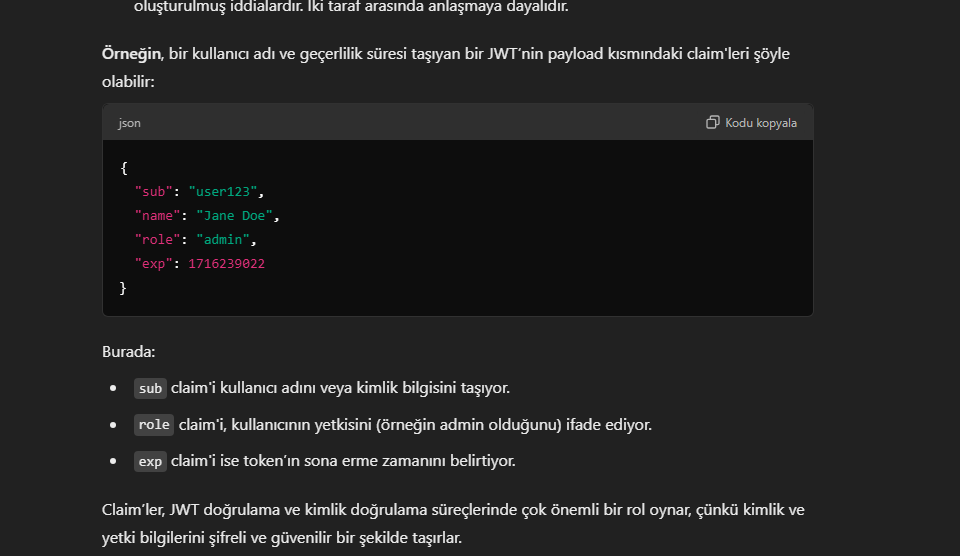 oluşturulmuş iddialardır. İki taraf arasında anlaşmaya dayalıdır.
Örneğin, bir kullanıcı adı ve geçerlilik süresi taşıyan bir JWT’nin payload kısmındaki claim'leri şöyle
olabilir:
json
Kodu kopyala
{
"sub": "user123",
"name": "Jane Doe",
"role": "admin",
"exp": 1716239022
}
Burada:
• sub claim'i kullanıcı adını veya kimlik bilgisini taşıyor.
• role claim'i, kullanıcının yetkisini (örneğin admin olduğunu) ifade ediyor.
• exp claim'i ise token’ın sona erme zamanını belirtiyor.
Claim’ler, JWT doğrulama ve kimlik doğrulama süreçlerinde çok önemli bir rol oynar, çünkü kimlik ve
yetki bilgilerini şifreli ve güvenilir bir şekilde taşırlar.